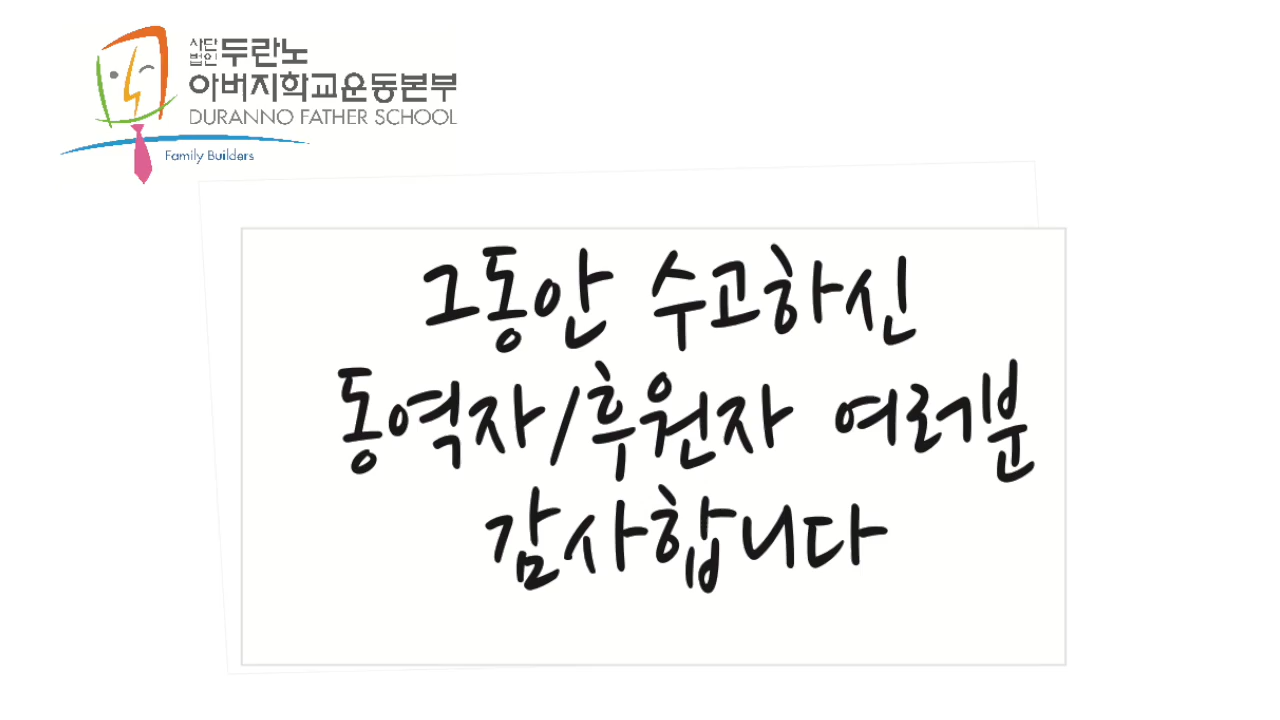 사단법인 두란노
아버지학교운동본부
DURANNO FATHER SCHOOL
Family Builders
그동안 수고하신
동역자/후원자 여러분
감사합니다